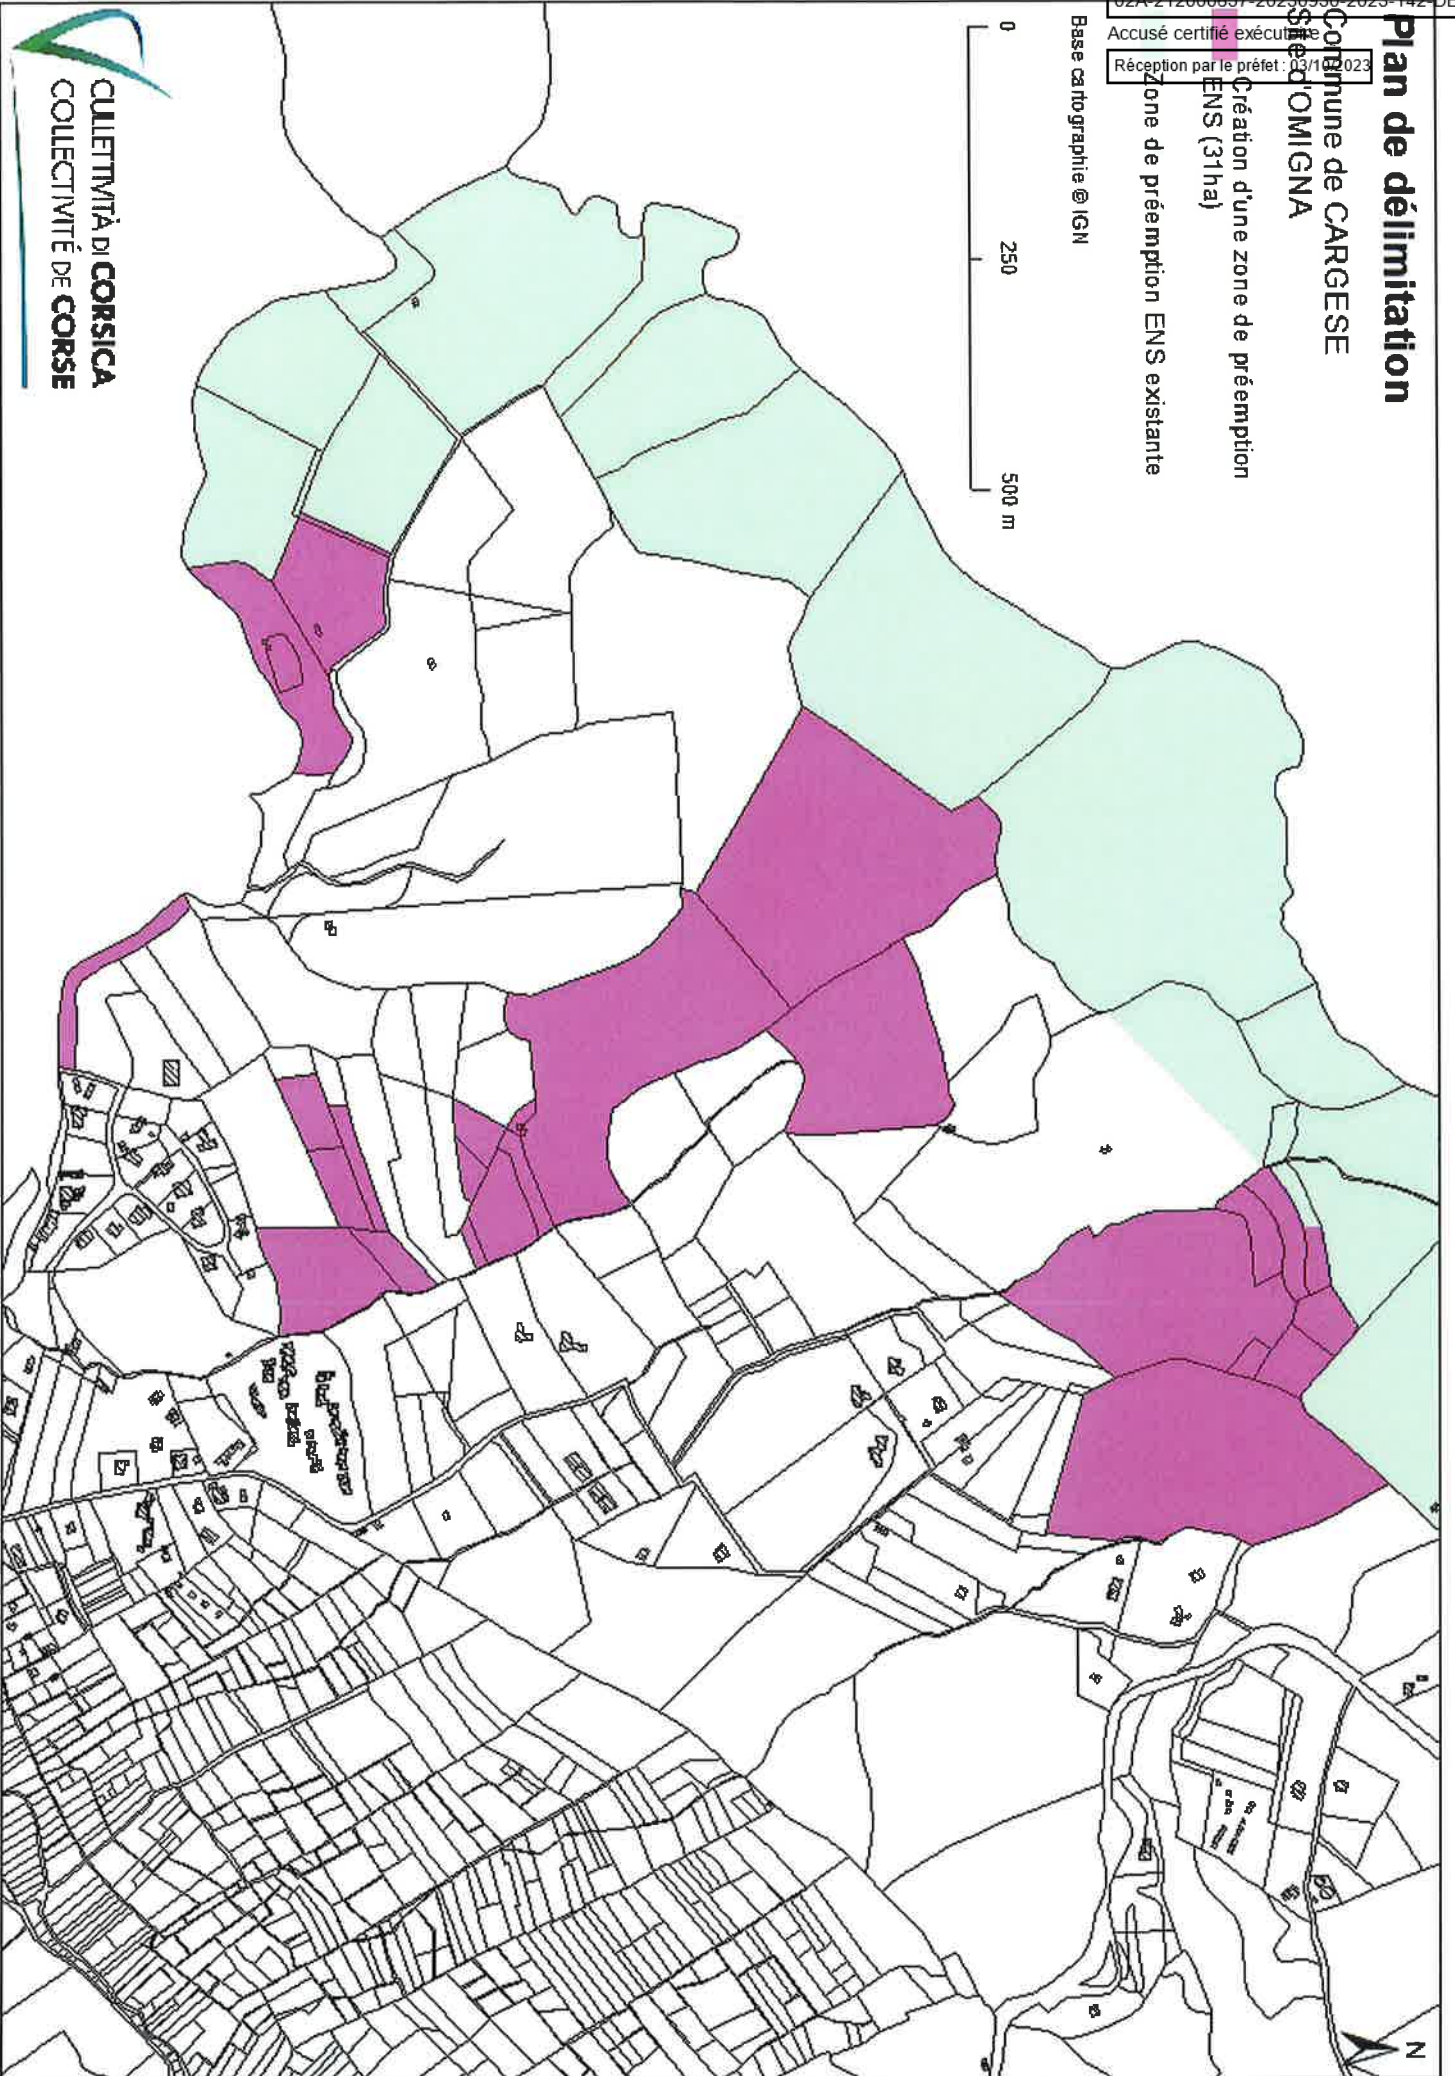 Plan de délimitation
Commune de CARGESE
Site d'OMIGNA
Création d'une zone de préemption
ENS (31ha)
Zone de préemption ENS existante
Base cartographie © IGN
0
250
500 m
Accusé certifié exécutoire
Réception par le préfet : 03/10/2023
N
CULLETTIVITÀ DI CORSICA
COLLECTIVITÉ DE CORSE